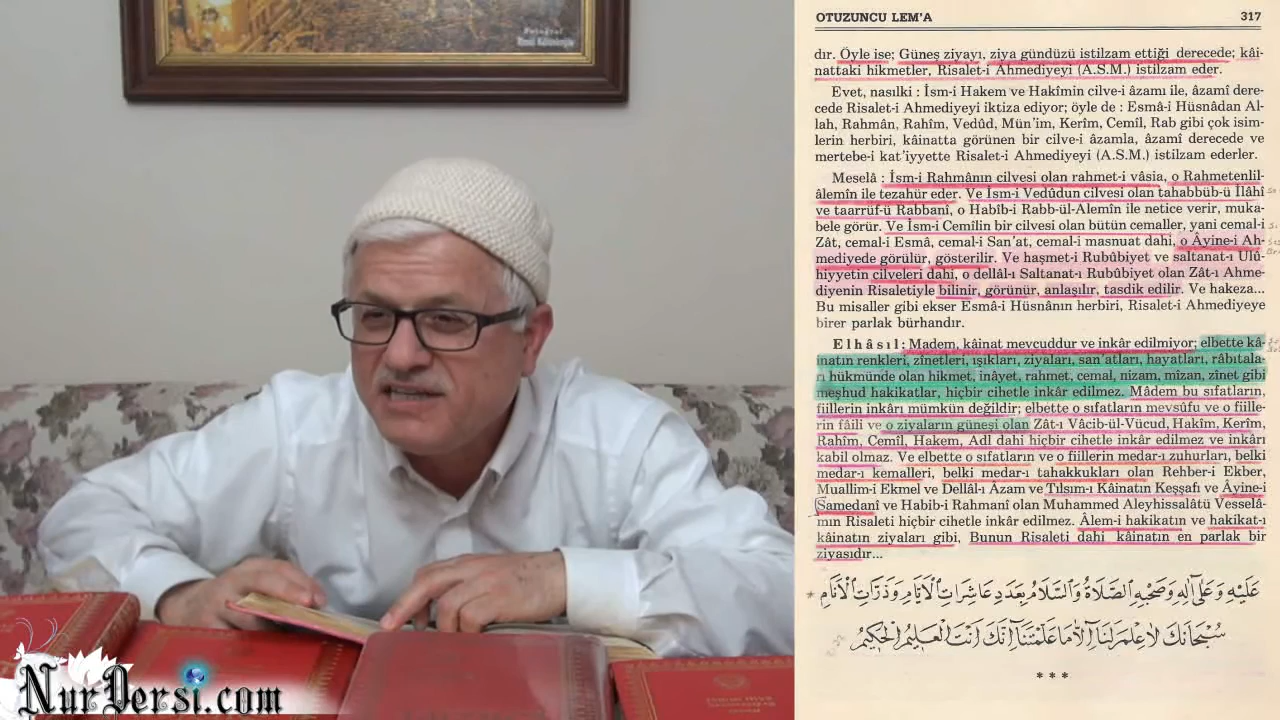 Fotoğraf
NurDersi.com
OTUZUNCU LEM'A 317
dır. Öyle ise; Güneş ziyayı, ziya gündüzü istilzam ettiği derecede; kâi-
nattaki hikmetler, Risalet-i Ahmediyeyi (A.S.M.) istilzam eder.
Evet, nasılki : İsm-i Hakem ve Hakîmin cilve-i âzamı ile, âzamî dere-
cede Risalet-i Ahmediyeyi iktiza ediyor; öyle de : Esmâ-i Hüsnâdan Al-
lah, Rahmân, Rahîm, Vedûd, Mün'im, Kerîm, Cemîl, Rab gibi çok isim-
lerin herbiri, kâinatta görünen bir cilve-i âzamla, âzamî derecede ve
mertebe-i kat'iyyette Risalet-i Ahmediyeyi (A.S.M.) istilzam ederler.
Meselâ : İsm-i Rahmânın cilvesi olan rahmet-i vâsia, o Rahmetenlil-
âlemîn ile tezahür eder. Ve İsm-i Vedûdun cilvesi olan tahabbüb-ü İlâhî
ve taarrüf-ü Rabbanî, o Habîb-i Rabb-ül-Alemîn ile netice verir, muka-
bele görür. Ve İsm-i Cemîlin bir cilvesi olan bütün cemaller, yani cemal-i
Zât, cemal-i Esmâ, cemal-i San'at, cemal-i masnuat dahi, o Âyine-i Ah-
mediyede görülür, gösterilir. Ve haşmet-i Rubûbiyet ve saltanat-ı Ulû-
hiyyetin cilveleri dahi, o dellâl-ı Saltanat-ı Rubûbiyet olan Zât-ı Ahme-
diyenin Risaletiyle bilinir, görünür, anlaşılır, tasdik edilir. Ve hakeza...
Bu misaller gibi ekser Esmâ-i Hüsnânın herbiri, Risalet-i Ahmediyeye
birer parlak bürhandır.
Elhâsıl: Madem, kâinat mevcuddur ve inkâr edilmiyor; elbette kâ-
inatın renkleri, zînetleri, ışıkları, ziyaları, san'atları, hayatları, râbıtala-
rı hükmünde olan hikmet, inâyet, rahmet, cemal, nizam, mîzan, zînet gibi
meşhud hakikatlar, hiçbir cihetle inkâr edilmez. Mâdem bu sıfatların,
fiillerin inkârı mümkün değildir; elbette o sıfatların mevsûfu ve o fiille-
rin fâili ve o ziyaların güneşi olan Zât-ı Vâcib-ül-Vücud, Hakîm, Kerîm,
Rahîm, Cemîl, Hakem, Adl dahi hiçbir cihetle inkâr edilmez ve inkârı
kabil olmaz. Ve elbette o sıfatların ve o fiillerin medar-ı zuhurları, belki
medar-ı kemalleri, belki medar-ı tahakkukları olan Rehber-i Ekber,
Muallim-i Ekmel ve Dellâl-ı Âzam ve Tılsım-ı Kâinatın Keşşafı ve Âyine-i
Samedanî ve Habib-i Rahmanî olan Muhammed Aleyhissalâtü Vesselâ-
mın Risaleti hiçbir cihetle inkâr edilmez. Âlem-i hakikatın ve hakikat-ı
kâinatın ziyaları gibi, Bunun Risaleti dahi kâinatın en parlak bir
ziyasıdır...
عَلَيْهِ وَعَلَى آلِهِ وَصَحْبِهِ الصَّلَاةُ وَالسَّلَامُ بِعَدَدِ عَاشِرَاتِ الْأَيَّامِ وَذَرَّاتِ الْأَنَامِ
سُبْحَانَكَ لَا عِلْمَ لَنَا إِلَّا مَا عَلَّمْتَنَا إِنَّكَ أَنْتَ الْعَلِيمُ الْحَكِيمُ
* * *